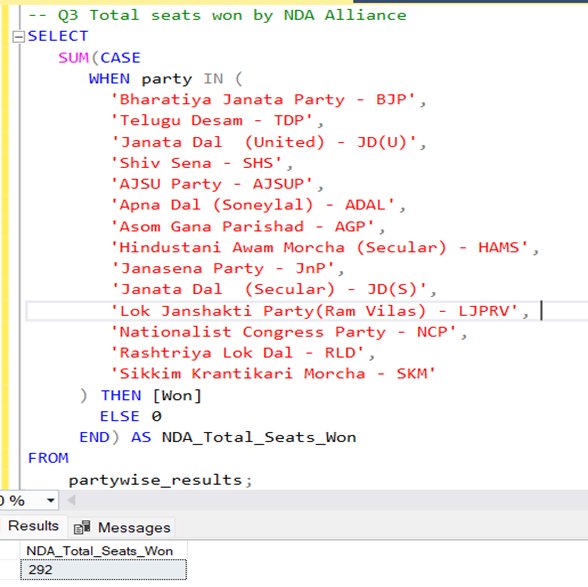 -- Q3 Total seats won by NDA Alliance
SELECT
SUM(CASE
WHEN party IN (
'Bharatiya Janata Party - BJP',
'Telugu Desam - TDP',
'Janata Dal  (United) - JD(U)',
'Shiv Sena - SHS',
'AJSU Party - AJSUP',
'Apna Dal (Soneylal) - ADAL',
'Asom Gana Parishad - AGP',
'Hindustani Awam Morcha (Secular) - HAMS',
'Janasena Party - JnP',
'Janata Dal  (Secular) - JD(S)',
'Lok Janshakti Party(Ram Vilas) - LJPRV',
'Nationalist Congress Party - NCP',
'Rashtriya Lok Dal - RLD',
'Sikkim Krantikari Morcha - SKM'
) THEN [Won]
ELSE 0
END) AS NDA_Total_Seats_Won
FROM
partywise_results;
0 %
Results Messages
NDA_Total_Seats_Won
292